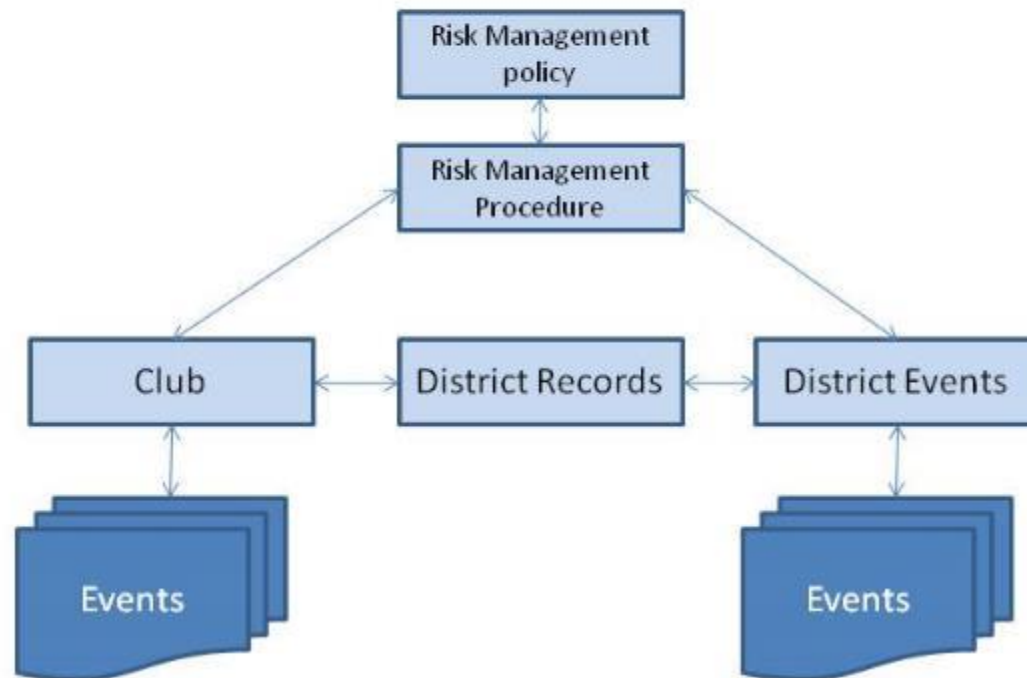 Risk Management
policy
Risk Management
Procedure
Club
District Records
District Events
Events
Events